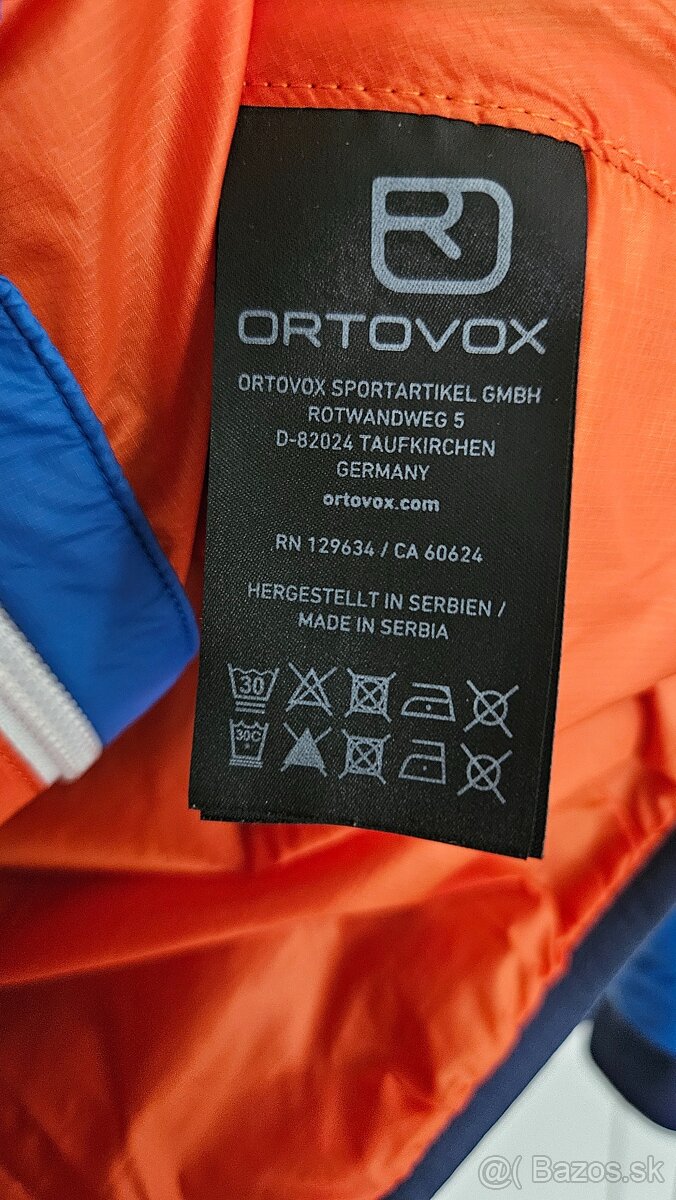 ORTOVOX
ORTOVOX SPORTARTIKEL GMBH
ROTWANDWEG 5
D-82024 TAUFKIRCHEN
GERMANY
ortovox.com
RN 129634 / CA 60624
HERGESTELLT IN SERBIEN /
MADE IN SERBIA
30
30C
@( Bazos.sk